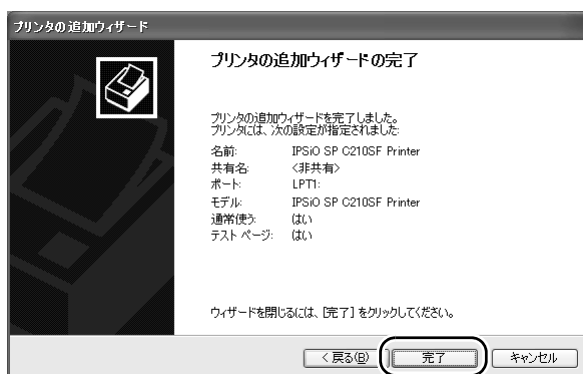 プリンタの追加ウィザード
プリンタの追加ウィザードの完了
プリンタの追加ウィザードを完了しました。
プリンタには、次の設定が指定されました:
名前: IPSiO SP C210SF Printer
共有名: <非共有>
ポート: LPT1:
モデル: IPSiO SP C210SF Printer
通常使う: はい
テスト ページ: はい
ウィザードを閉じるには、[完了] をクリックしてください。
< 戻る(B) 完了 キャンセル